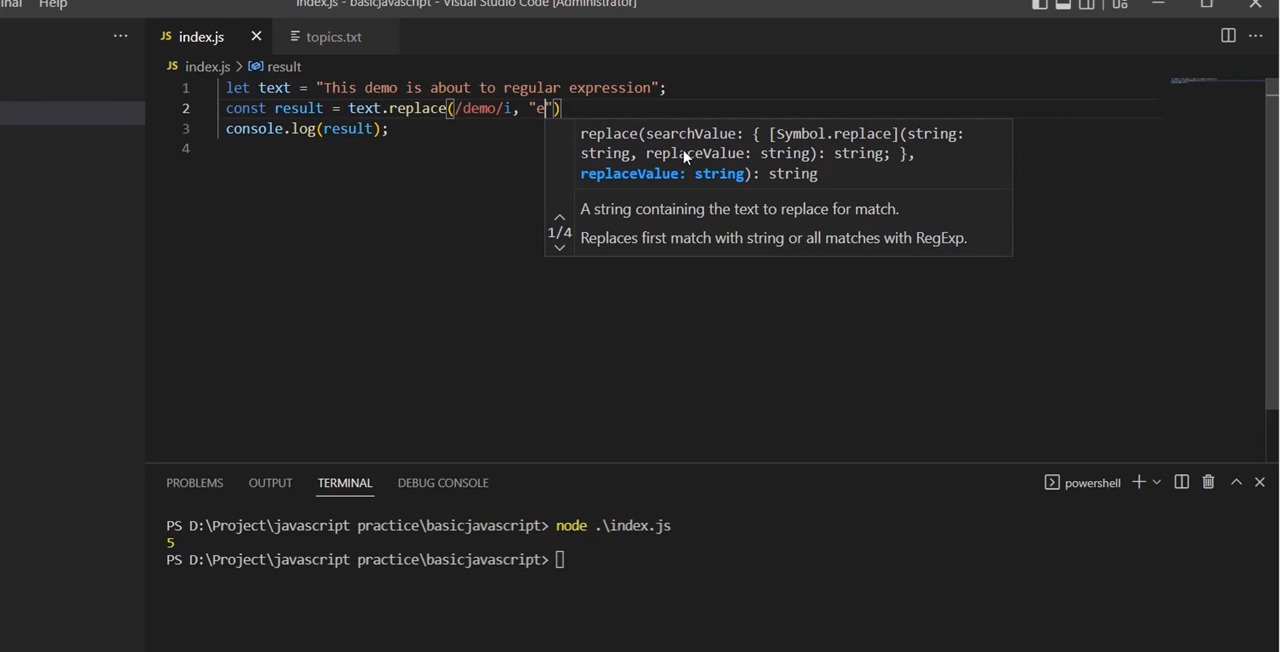 Help
index.js - basicjavascript - Visual Studio Code [Administrator]
JS index.js
topics.txt
JS index.js > result
1 let text = "This demo is about to regular expression";
2 const result = text.replace(/demo/i, "e")
3 console.log(result);
4
replace(searchValue: { [Symbol.replace](string:
string, replaceValue: string): string; },
replaceValue: string): string
A string containing the text to replace for match.
1/4
Replaces first match with string or all matches with RegExp.
PROBLEMS OUTPUT TERMINAL DEBUG CONSOLE
powershell
PS D:\Project\javascript practice\basicjavascript> node .\index.js
5
PS D:\Project\javascript practice\basicjavascript>